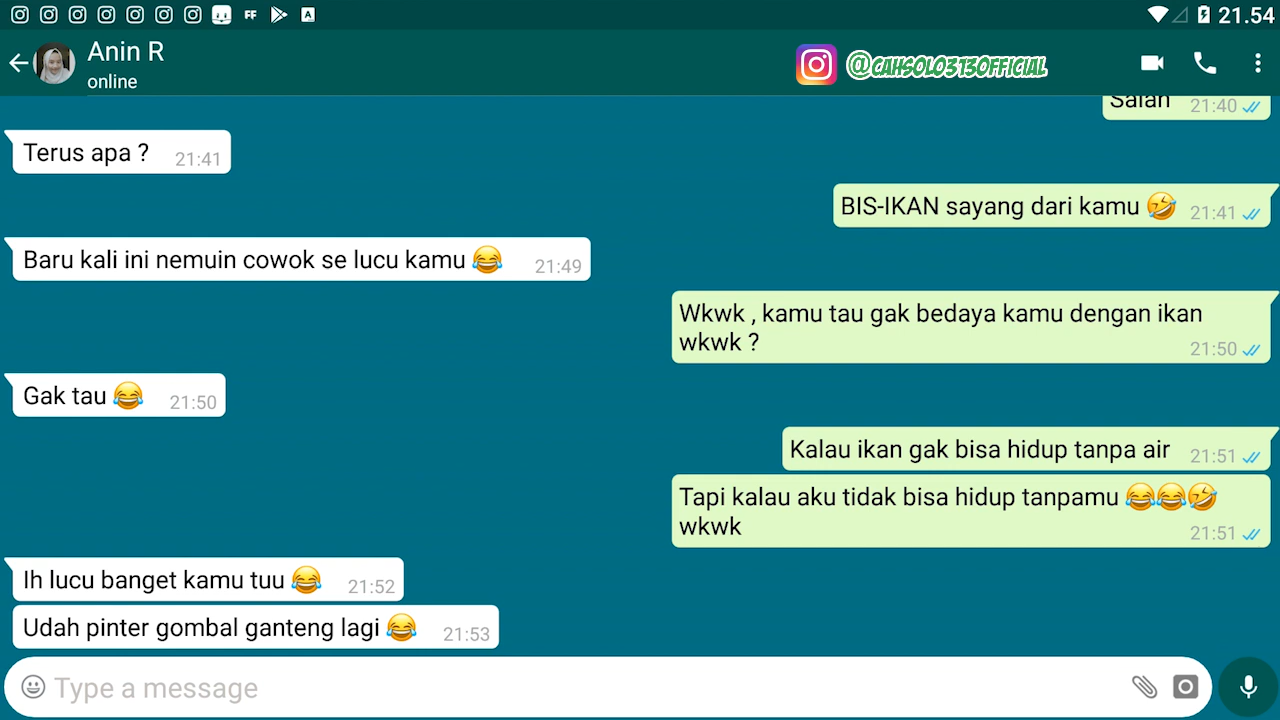 FF
A
21.54
Anin R
online
@CAHSOLO313OFFICIAL
Salah 21:40
Terus apa ? 21:41
BIS-IKAN sayang dari kamu 🤣 21:41
Baru kali ini nemuin cowok se lucu kamu 😂 21:49
Wkwk , kamu tau gak bedaya kamu dengan ikan
wkwk ?
21:50
Gak tau 😂 21:50
Kalau ikan gak bisa hidup tanpa air 21:51
Tapi kalau aku tidak bisa hidup tanpamu 😂😂🤣
wkwk
21:51
Ih lucu banget kamu tuu 😂 21:52
Udah pinter gombal ganteng lagi 😂 21:53
Type a message